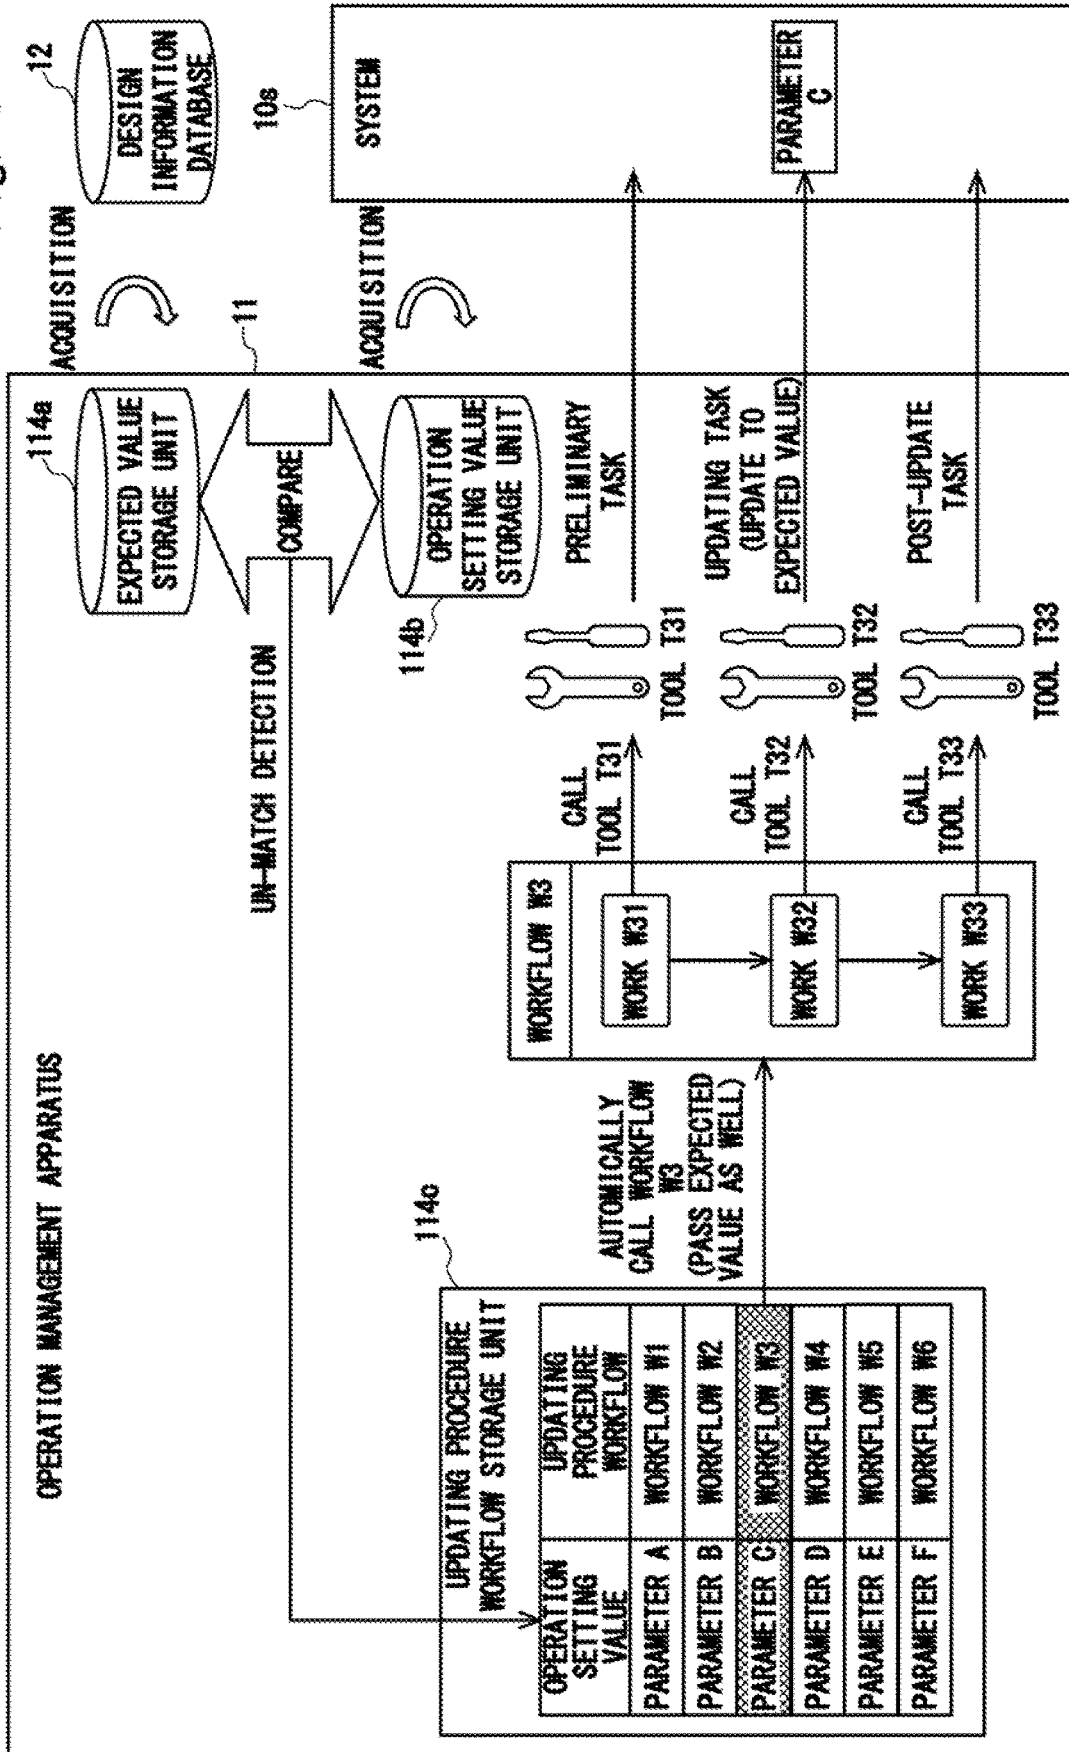 12
DESIGN
INFORMATION
DATABASE
10s
SYSTEM
PARAMETER
C
ACQUISITION
ACQUISITION
11
OPERATION MANAGEMENT APPARATUS
114a
EXPECTED VALUE
STORAGE UNIT
COMPARE
OPERATION
SETTING VALUE
STORAGE UNIT
114b
UN-MATCH DETECTION
114c
UPDATING PROCEDURE
WORKFLOW STORAGE UNIT
OPERATION
SETTING
VALUE
UPDATING
PROCEDURE
WORKFLOW
PARAMETER A
WORKFLOW W1
PARAMETER B
WORKFLOW W2
PARAMETER C
WORKFLOW W3
PARAMETER D
WORKFLOW W4
PARAMETER E
WORKFLOW W5
PARAMETER F
WORKFLOW W6
AUTOMICALLY
CALL WORKFLOW
W3
(PASS EXPECTED
VALUE AS WELL)
WORKFLOW W3
WORK W31
WORK W32
WORK W33
CALL
TOOL T31
CALL
TOOL T32
CALL
TOOL T33
TOOL T31
TOOL T32
TOOL T33
PRELIMINARY
TASK
UPDATING TASK
(UPDATE TO
EXPECTED VALUE)
POST-UPDATE
TASK